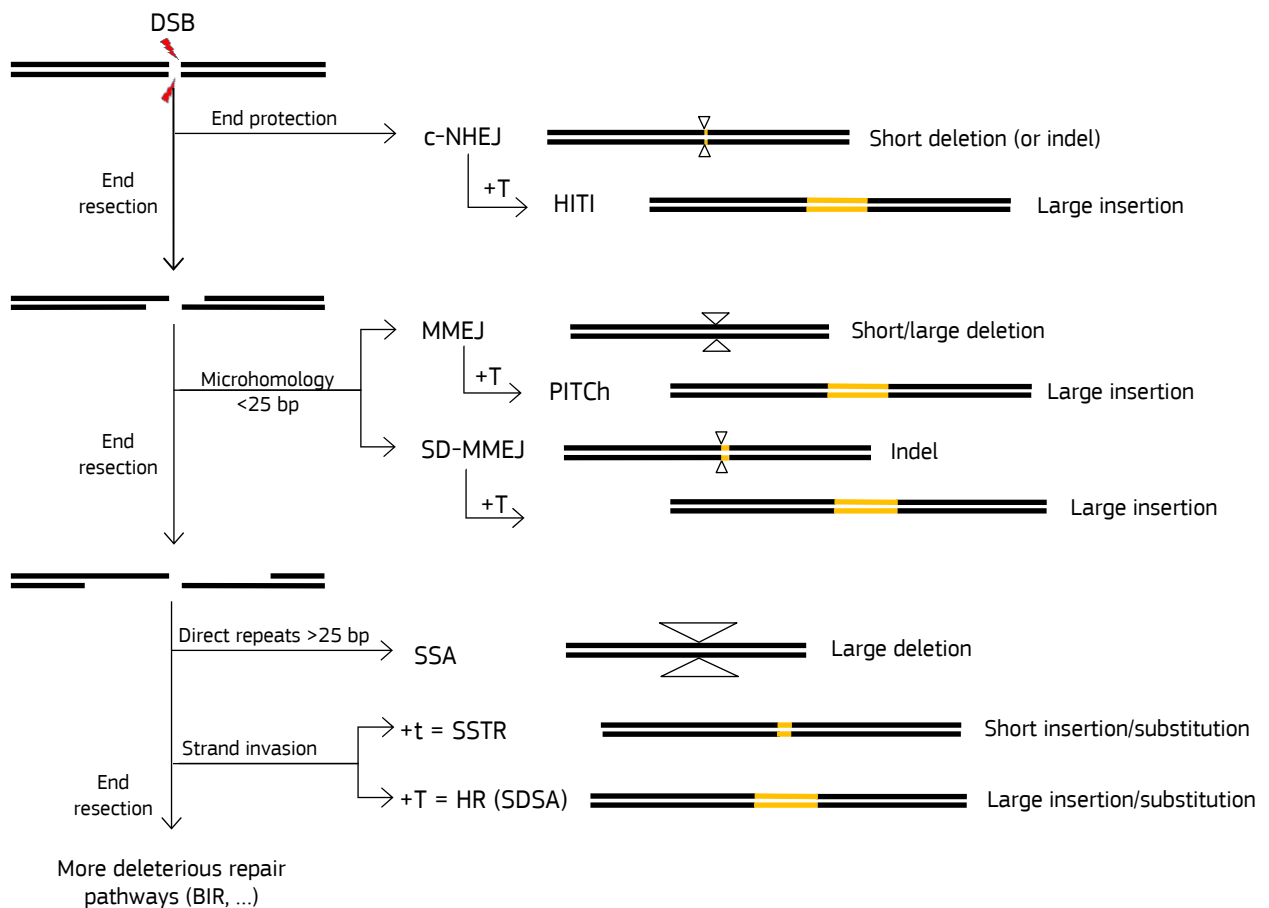 DSB
End protection
c-NHEJ
Short deletion (or indel)
End
resection
+T
HITI
Large insertion
MMEJ
Short/large deletion
Microhomology
<25 bp
+T
PITCh
Large insertion
End
resection
SD-MMEJ
Indel
+T
Large insertion
Direct repeats >25 bp
SSA
Large deletion
+t = SSTR
Short insertion/substitution
Strand invasion
End
resection
+T = HR (SDSA)
Large insertion/substitution
More deleterious repair
pathways (BIR, ...)